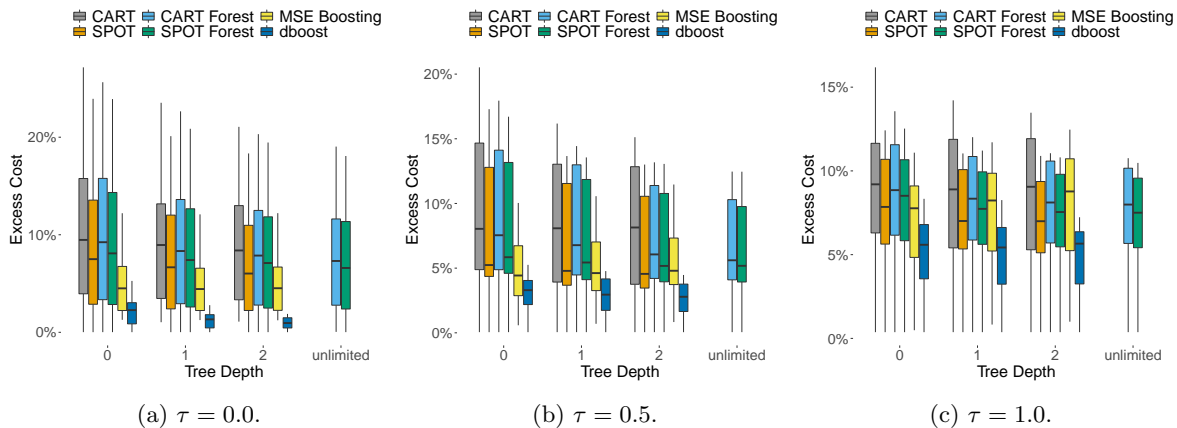 CART CART Forest MSE Boosting
SPOT SPOT Forest dboost
20%
10%
0%
Excess Cost
0 1 2 unlimited
Tree Depth
(a) τ = 0.0.
CART CART Forest MSE Boosting
SPOT SPOT Forest dboost
20%
15%
10%
5%
0%
Excess Cost
0 1 2 unlimited
Tree Depth
(b) τ = 0.5.
CART CART Forest MSE Boosting
SPOT SPOT Forest dboost
15%
10%
5%
0%
Excess Cost
0 1 2 unlimited
Tree Depth
(c) τ = 1.0.